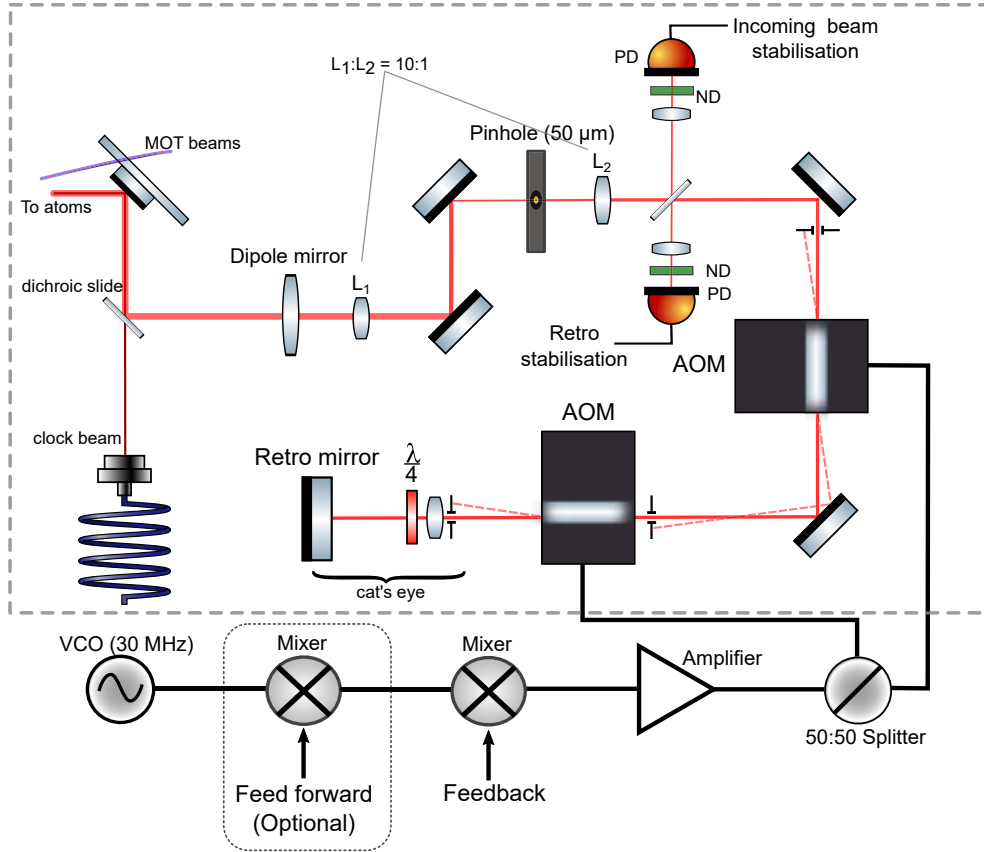 Incoming beam
stabilisation
PD
ND
L1:L2 = 10:1
MOT beams
Pinhole (50 μm)
L2
To atoms
Dipole mirror
ND
dichroic slide
L1
PD
Retro
stabilisation
AOM
AOM
clock beam
Retro mirror
λ
4
cat's eye
VCO (30 MHz)
Mixer
Mixer
Amplifier
50:50 Splitter
Feed forward
(Optional)
Feedback